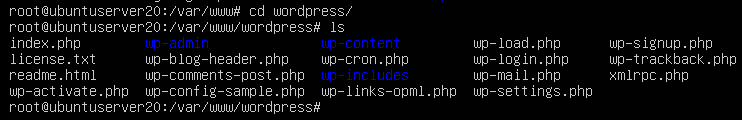 root@ubuntuserver20:/var/www# cd wordpress/
root@ubuntuserver20:/var/www/wordpress# ls
index.php wp-admin wp-content wp-load.php wp-signup.php
license.txt wp-blog-header.php wp-cron.php wp-login.php wp-trackback.php
readme.html wp-comments-post.php wp-includes wp-mail.php xmlrpc.php
wp-activate.php wp-config-sample.php wp-links-opml.php wp-settings.php
root@ubuntuserver20:/var/www/wordpress#